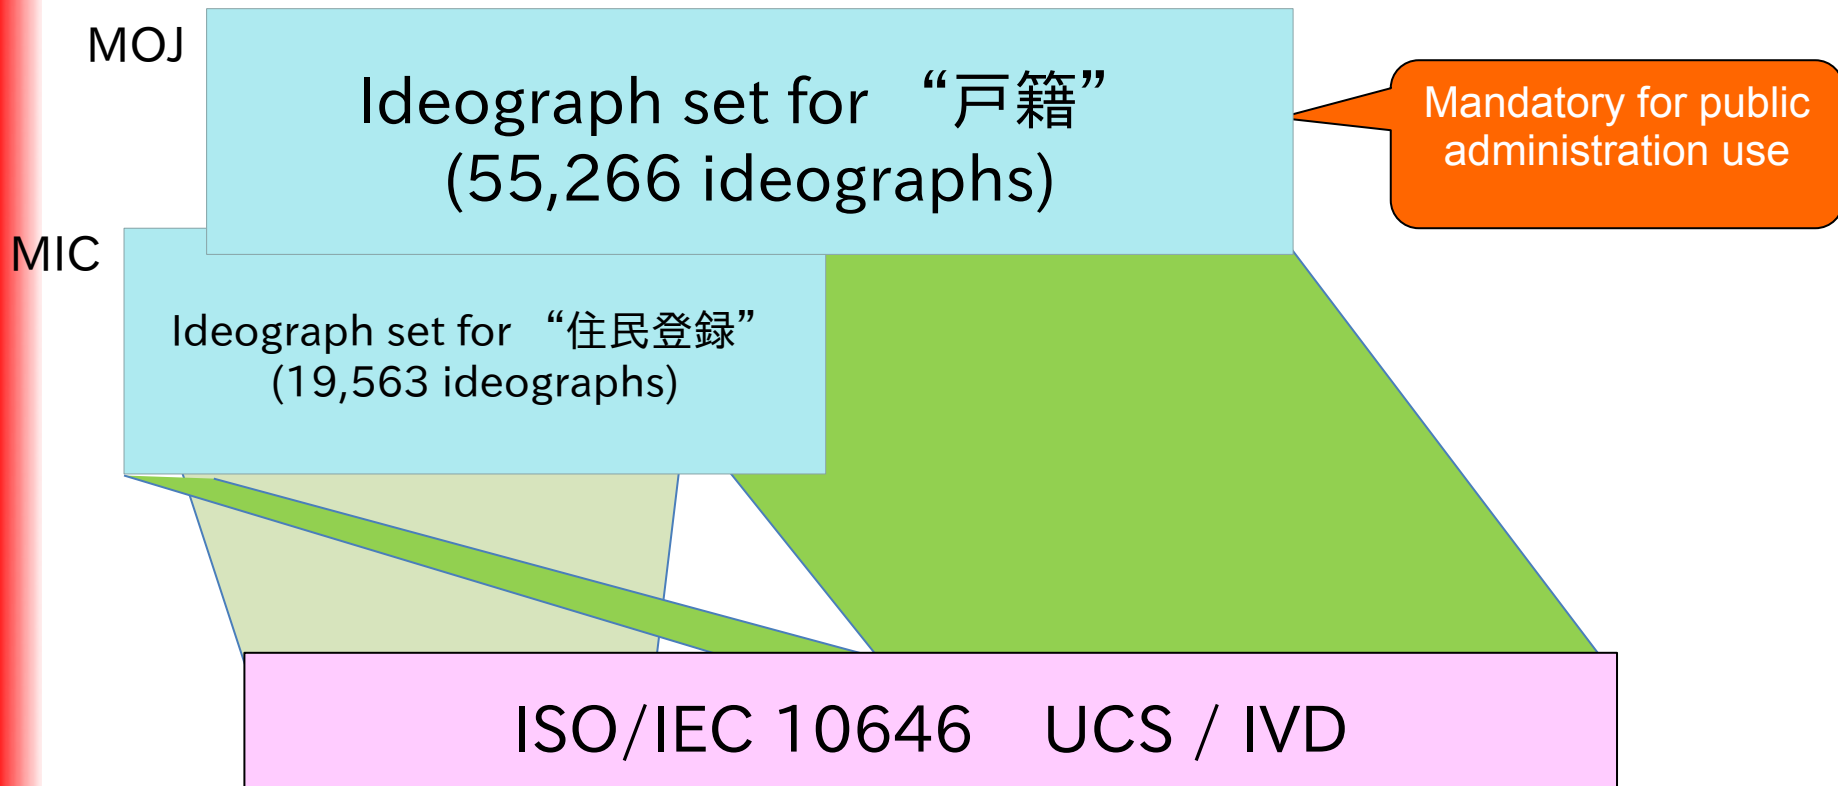 MOJ
Ideograph set for “戸籍”
(55,266 ideographs)
Mandatory for public
administration use
MIC
Ideograph set for “住民登録”
(19,563 ideographs)
ISO/IEC 10646 UCS / IVD